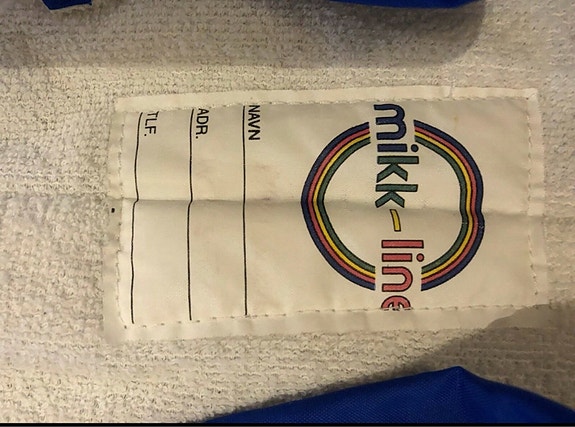 mikk-line
NAVN
ADR.
TLF.